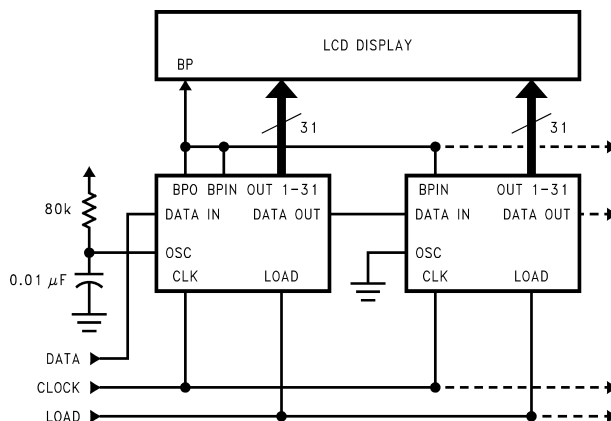 LCD DISPLAY
BP
31
31
BPO BPIN OUT 1-31
BPIN OUT 1-31
80k
DATA IN DATA OUT
DATA IN DATA OUT
OSC
OSC
0.01 μF
CLK LOAD
CLK LOAD
DATA
CLOCK
LOAD